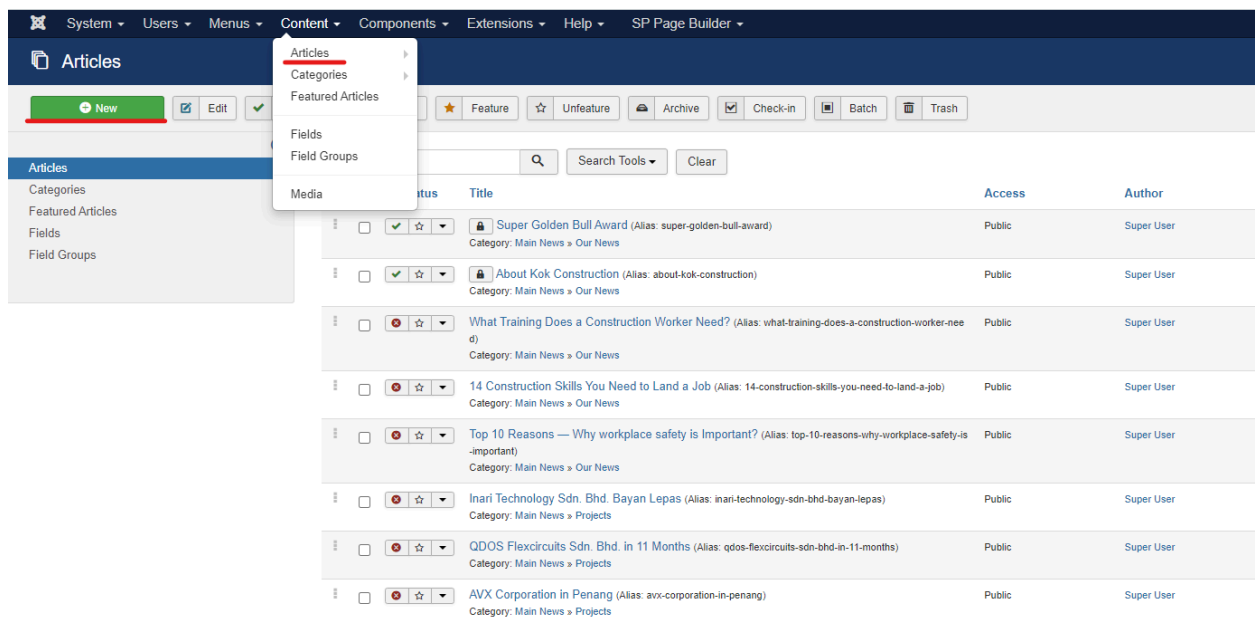 System Users Menus Content Components Extensions Help SP Page Builder
Articles
Articles
Categories
Featured Articles
Fields
Field Groups
Media
New Edit Feature Unfeature Archive Check-in Batch Trash
Search Tools Clear
Articles
Categories
Featured Articles
Fields
Field Groups
tus Title Access Author
Super Golden Bull Award (Alias: super-golden-bull-award) Public Super User
Category: Main News » Our News
About Kok Construction (Alias: about-kok-construction) Public Super User
Category: Main News » Our News
What Training Does a Construction Worker Need? (Alias: what-training-does-a-construction-worker-nee Public Super User
d)
Category: Main News » Our News
14 Construction Skills You Need to Land a Job (Alias: 14-construction-skills-you-need-to-land-a-job) Public Super User
Category: Main News » Our News
Top 10 Reasons — Why workplace safety is Important? (Alias: top-10-reasons-why-workplace-safety-is Public Super User
-important)
Category: Main News » Our News
Inari Technology Sdn. Bhd. Bayan Lepas (Alias: inari-technology-sdn-bhd-bayan-lepas) Public Super User
Category: Main News » Projects
QDOS Flexcircuits Sdn. Bhd. in 11 Months (Alias: qdos-flexcircuits-sdn-bhd-in-11-months) Public Super User
Category: Main News » Projects
AVX Corporation in Penang (Alias: avx-corporation-in-penang) Public Super User
Category: Main News » Projects